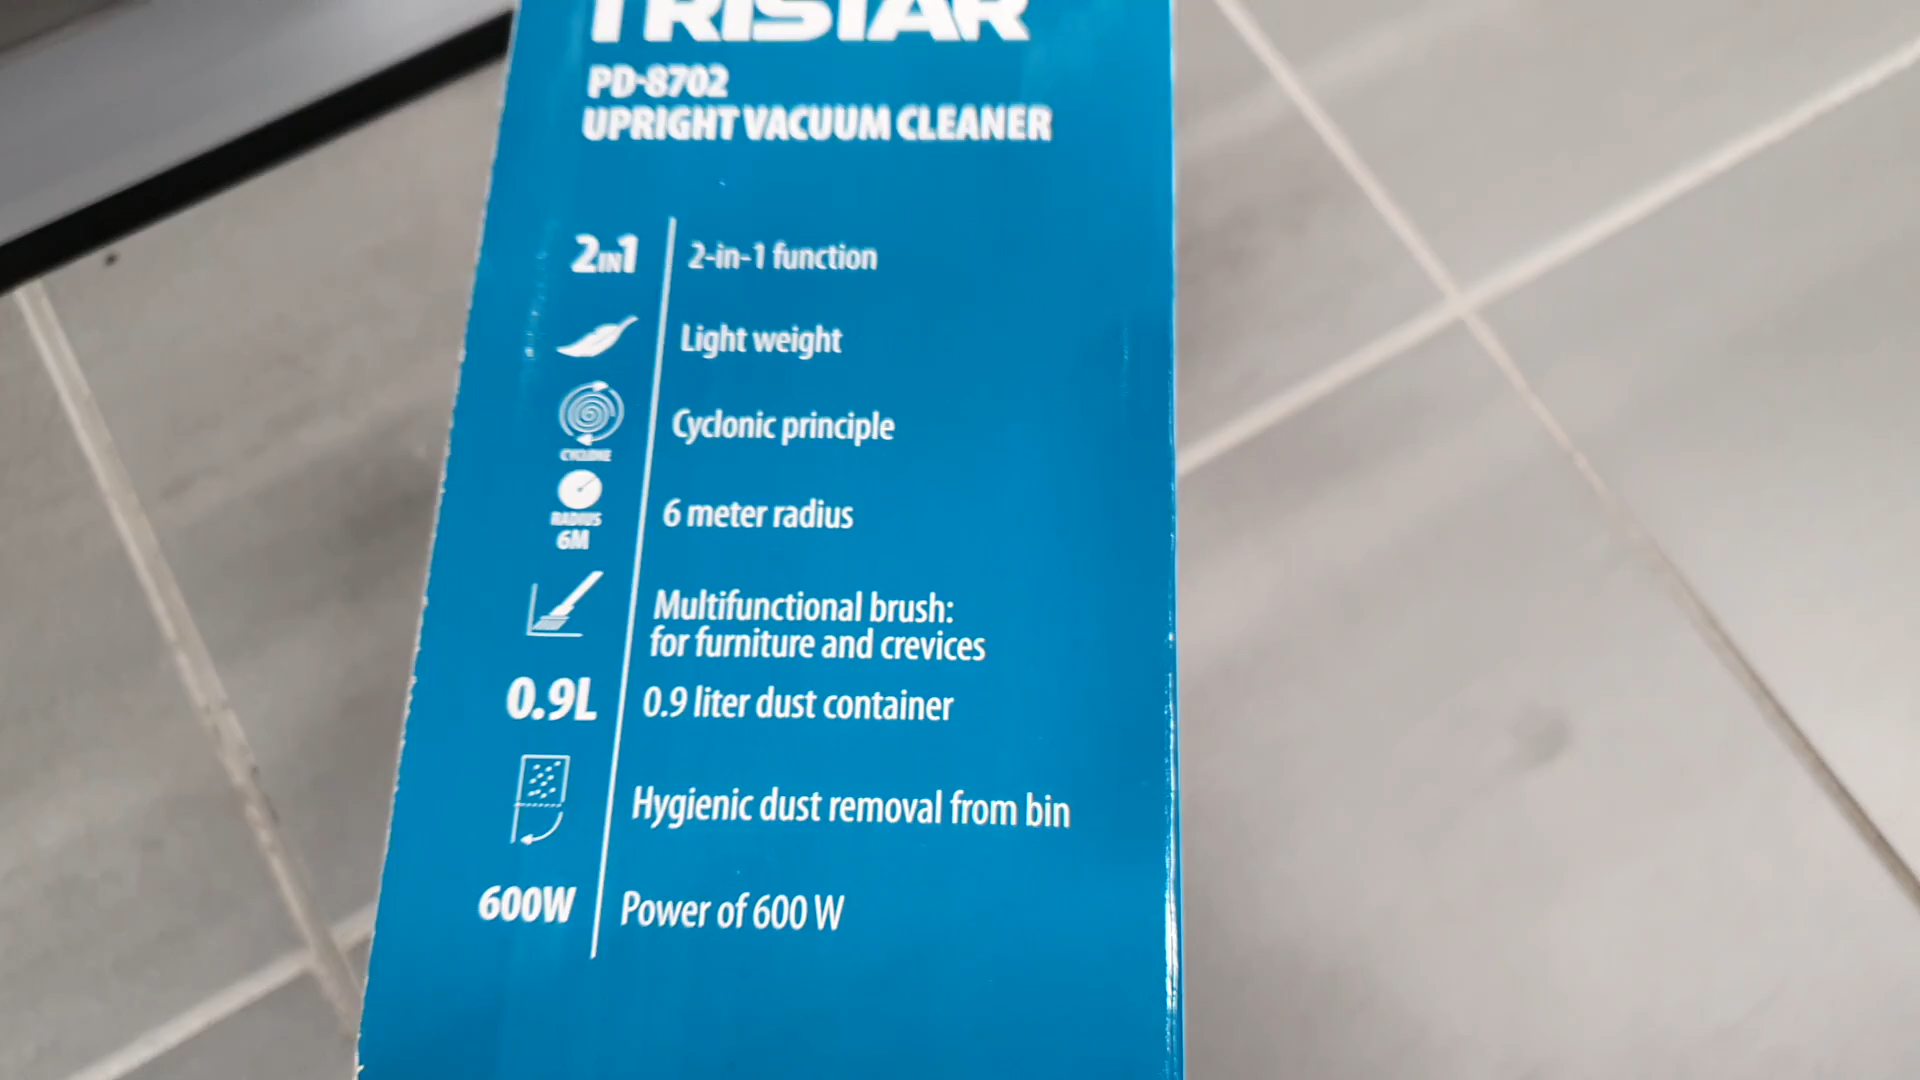 TRISTAR
PD-8702
UPRIGHT VACUUM CLEANER
2IN1 2-in-1 function
Light weight
CYCLONE
Cyclonic principle
RADIUS
6M
6 meter radius
Multifunctional brush:
for furniture and crevices
0.9L 0.9 liter dust container
Hygienic dust removal from bin
600W Power of 600 W